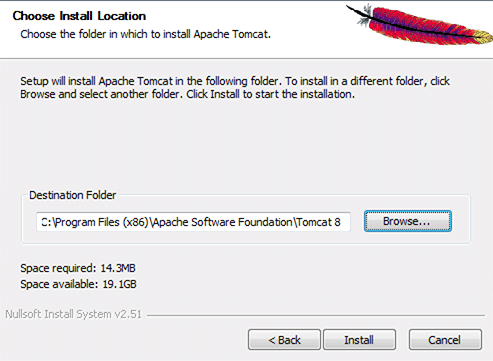 Choose Install Location
Choose the folder in which to install Apache Tomcat.
Setup will install Apache Tomcat in the following folder. To install in a different folder, click
Browse and select another folder. Click Install to start the installation.
Destination Folder
C:\Program Files (x86)\Apache Software Foundation\Tomcat 8
Browse...
Space required: 14.3MB
Space available: 19.1GB
Nullsoft Install System v2.51
< Back
Install
Cancel